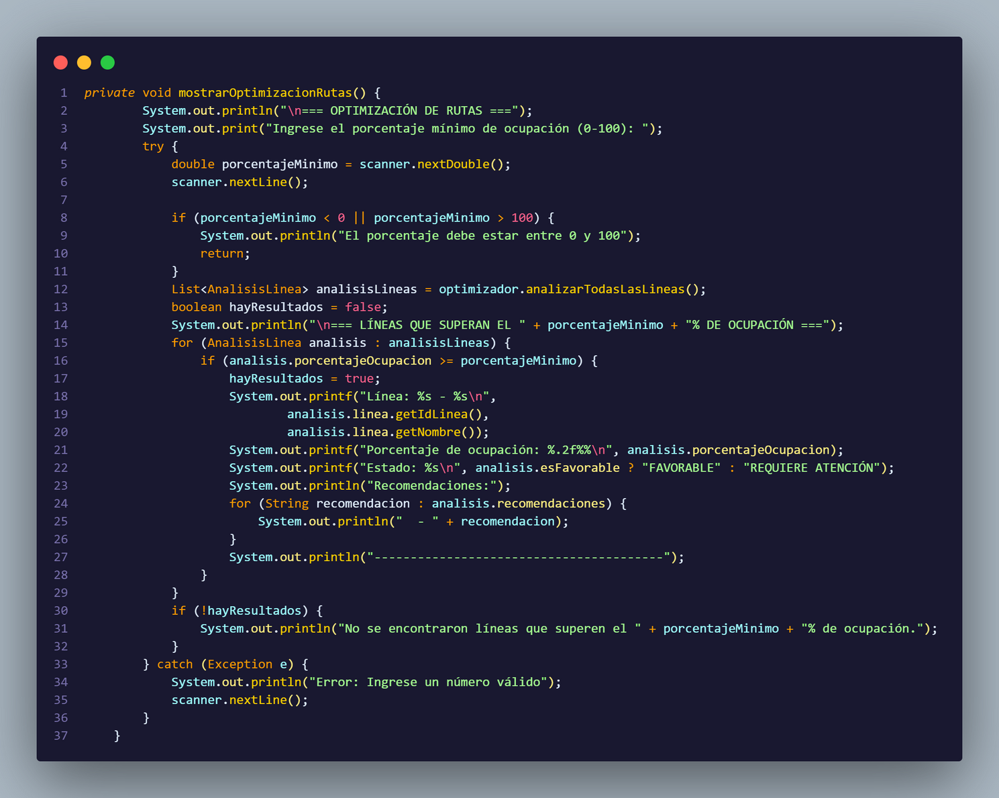 1 private void mostrarOptimizacionRutas() {
2         System.out.println("\n=== OPTIMIZACIÓN DE RUTAS ===");
3         System.out.print("Ingrese el porcentaje mínimo de ocupación (0-100): ");
4         try {
5             double porcentajeMinimo = scanner.nextDouble();
6             scanner.nextLine();
7
8             if (porcentajeMinimo < 0 || porcentajeMinimo > 100) {
9                 System.out.println("El porcentaje debe estar entre 0 y 100");
10                 return;
11             }
12             List<AnalisisLinea> analisisLineas = optimizador.analizarTodasLasLineas();
13             boolean hayResultados = false;
14             System.out.println("\n=== LÍNEAS QUE SUPERAN EL " + porcentajeMinimo + "% DE OCUPACIÓN ===");
15             for (AnalisisLinea analisis : analisisLineas) {
16                 if (analisis.porcentajeOcupacion >= porcentajeMinimo) {
17                     hayResultados = true;
18                     System.out.printf("Línea: %s - %s\n",
19                             analisis.linea.getIdLinea(),
20                             analisis.linea.getNombre());
21                     System.out.printf("Porcentaje de ocupación: %.2f%%\n", analisis.porcentajeOcupacion);
22                     System.out.printf("Estado: %s\n", analisis.esFavorable ? "FAVORABLE" : "REQUIERE ATENCIÓN");
23                     System.out.println("Recomendaciones:");
24                     for (String recomendacion : analisis.recomendaciones) {
25                         System.out.println("  - " + recomendacion);
26                     }
27                     System.out.println("----------------------------------------");
28                 }
29             }
30             if (!hayResultados) {
31                 System.out.println("No se encontraron líneas que superen el " + porcentajeMinimo + "% de ocupación.");
32             }
33         } catch (Exception e) {
34             System.out.println("Error: Ingrese un número válido");
35             scanner.nextLine();
36         }
37     }